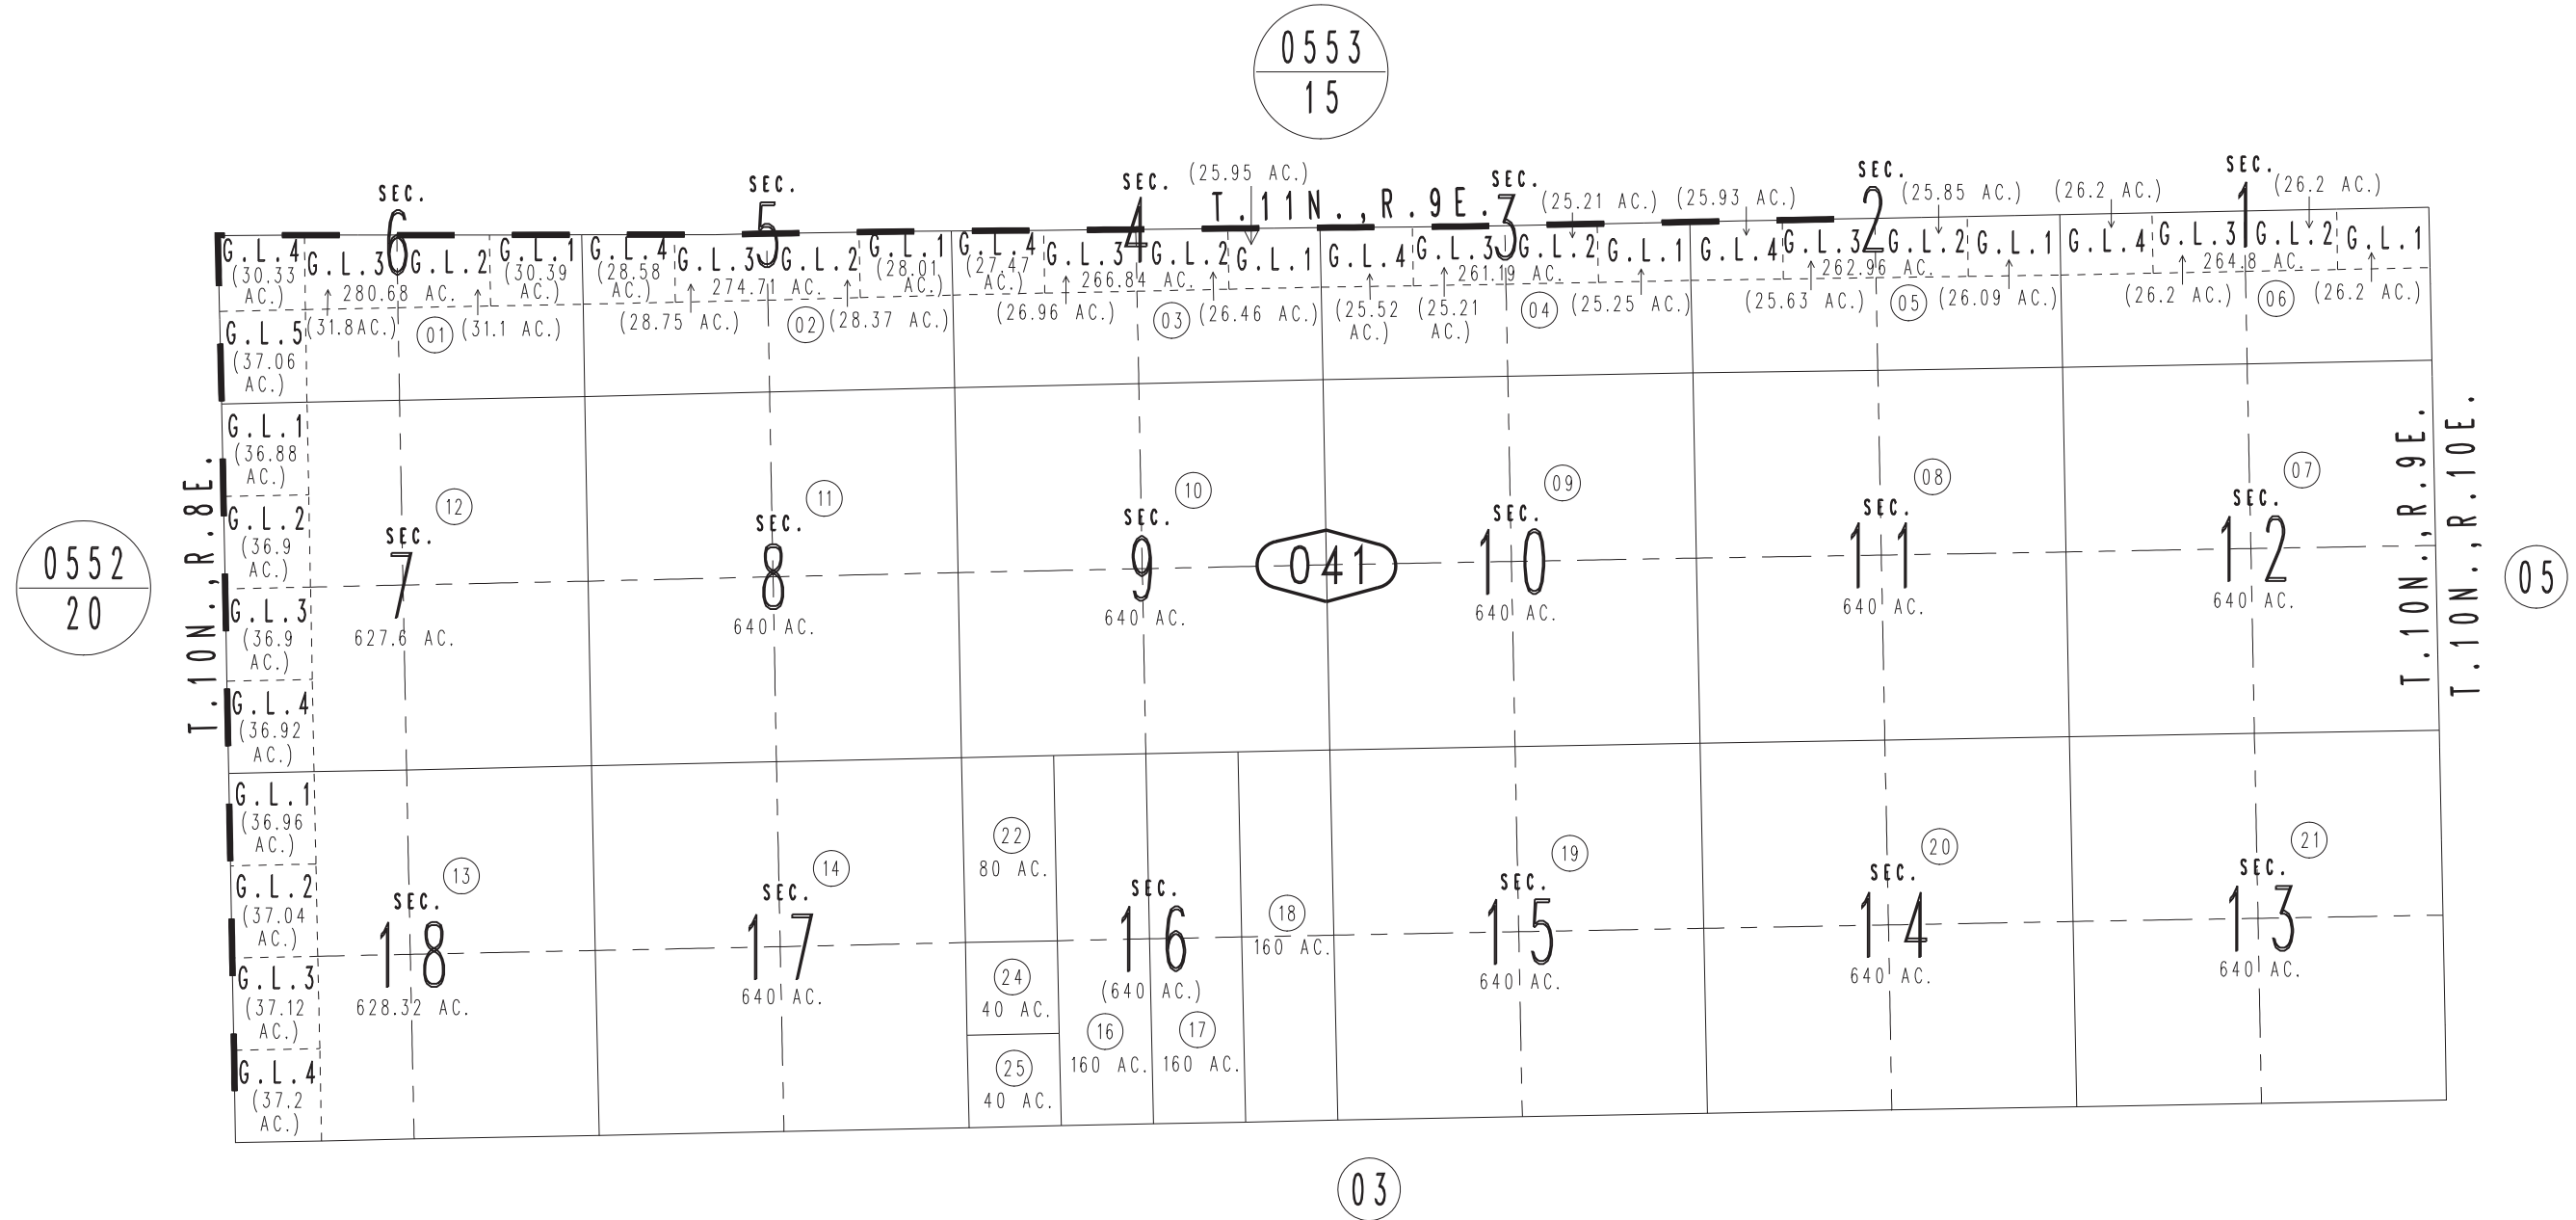 0553
15
(25.95 AC.)
T.11N.,R.9E.
(25.21 AC.)
(25.93 AC.)
(25.85 AC.)
(26.2 AC.)
(26.2 AC.)
SEC.
6
SEC.
5
SEC.
4
SEC.
3
SEC.
2
SEC.
1
G.L.4
(30.33
AC.)
G.L.3
G.L.2
G.L.1
(30.39
AC.)
280.68 AC.
(31.8AC.)
01
(31.1 AC.)
G.L.5
(37.06
AC.)
G.L.4
(28.58
AC.)
G.L.3
G.L.2
G.L.1
(28.01
AC.)
274.71 AC.
(28.75 AC.)
02
(28.37 AC.)
G.L.4
(27.47
AC.)
G.L.3
G.L.2
G.L.1
266.84 AC.
(26.96 AC.)
03
(26.46 AC.)
G.L.4
G.L.3
G.L.2
G.L.1
261.19 AC.
(25.52
AC.)
(25.21
AC.)
04
(25.25 AC.)
G.L.4
G.L.3
G.L.2
G.L.1
262.96 AC.
(25.63 AC.)
05
(26.09 AC.)
G.L.4
G.L.3
G.L.2
G.L.1
264.8 AC.
(26.2 AC.)
06
(26.2 AC.)
0552
20
T.10N.,R.8E.
G.L.1
(36.88
AC.)
G.L.2
(36.9
AC.)
G.L.3
(36.9
AC.)
G.L.4
(36.92
AC.)
12
SEC.
7
627.6 AC.
11
SEC.
8
640 AC.
10
SEC.
9
640 AC.
041
09
SEC.
10
640 AC.
08
SEC.
11
640 AC.
07
SEC.
12
640 AC.
T.10N.,R.9E.
T.10N.,R.10E.
05
G.L.1
(36.96
AC.)
G.L.2
(37.04
AC.)
G.L.3
(37.12
AC.)
G.L.4
(37.2
AC.)
13
SEC.
18
628.32 AC.
14
SEC.
17
640 AC.
22
80 AC.
24
40 AC.
25
40 AC.
SEC.
16
(640 AC.)
16
160 AC.
17
160 AC.
18
160 AC.
19
SEC.
15
640 AC.
20
SEC.
14
640 AC.
21
SEC.
13
640 AC.
03